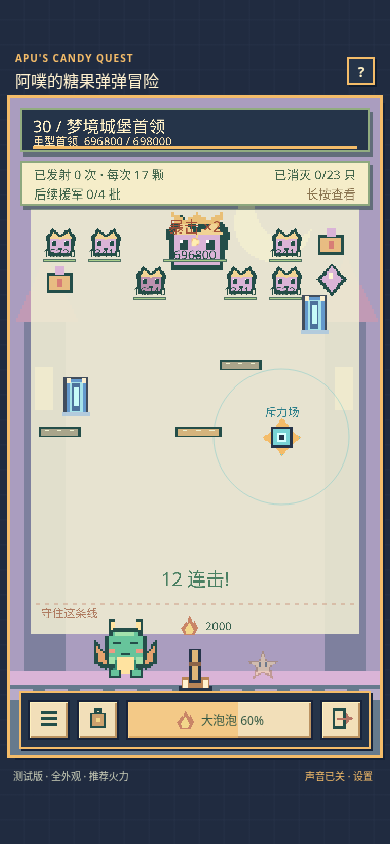 APU'S CANDY QUEST
阿噗的糖果弹弹冒险
?
30 / 梦境城堡首领
重型首领 696800 / 698000
已发射 0 次 · 每次 17 颗
已消灭 0/23 只
后续援军 0/4 批
长按查看
暴击 ×2
696800
斥力场
12 连击!
守住这条线
2000
大泡泡 60%
测试版 · 全外观 · 推荐火力
声音已关 · 设置